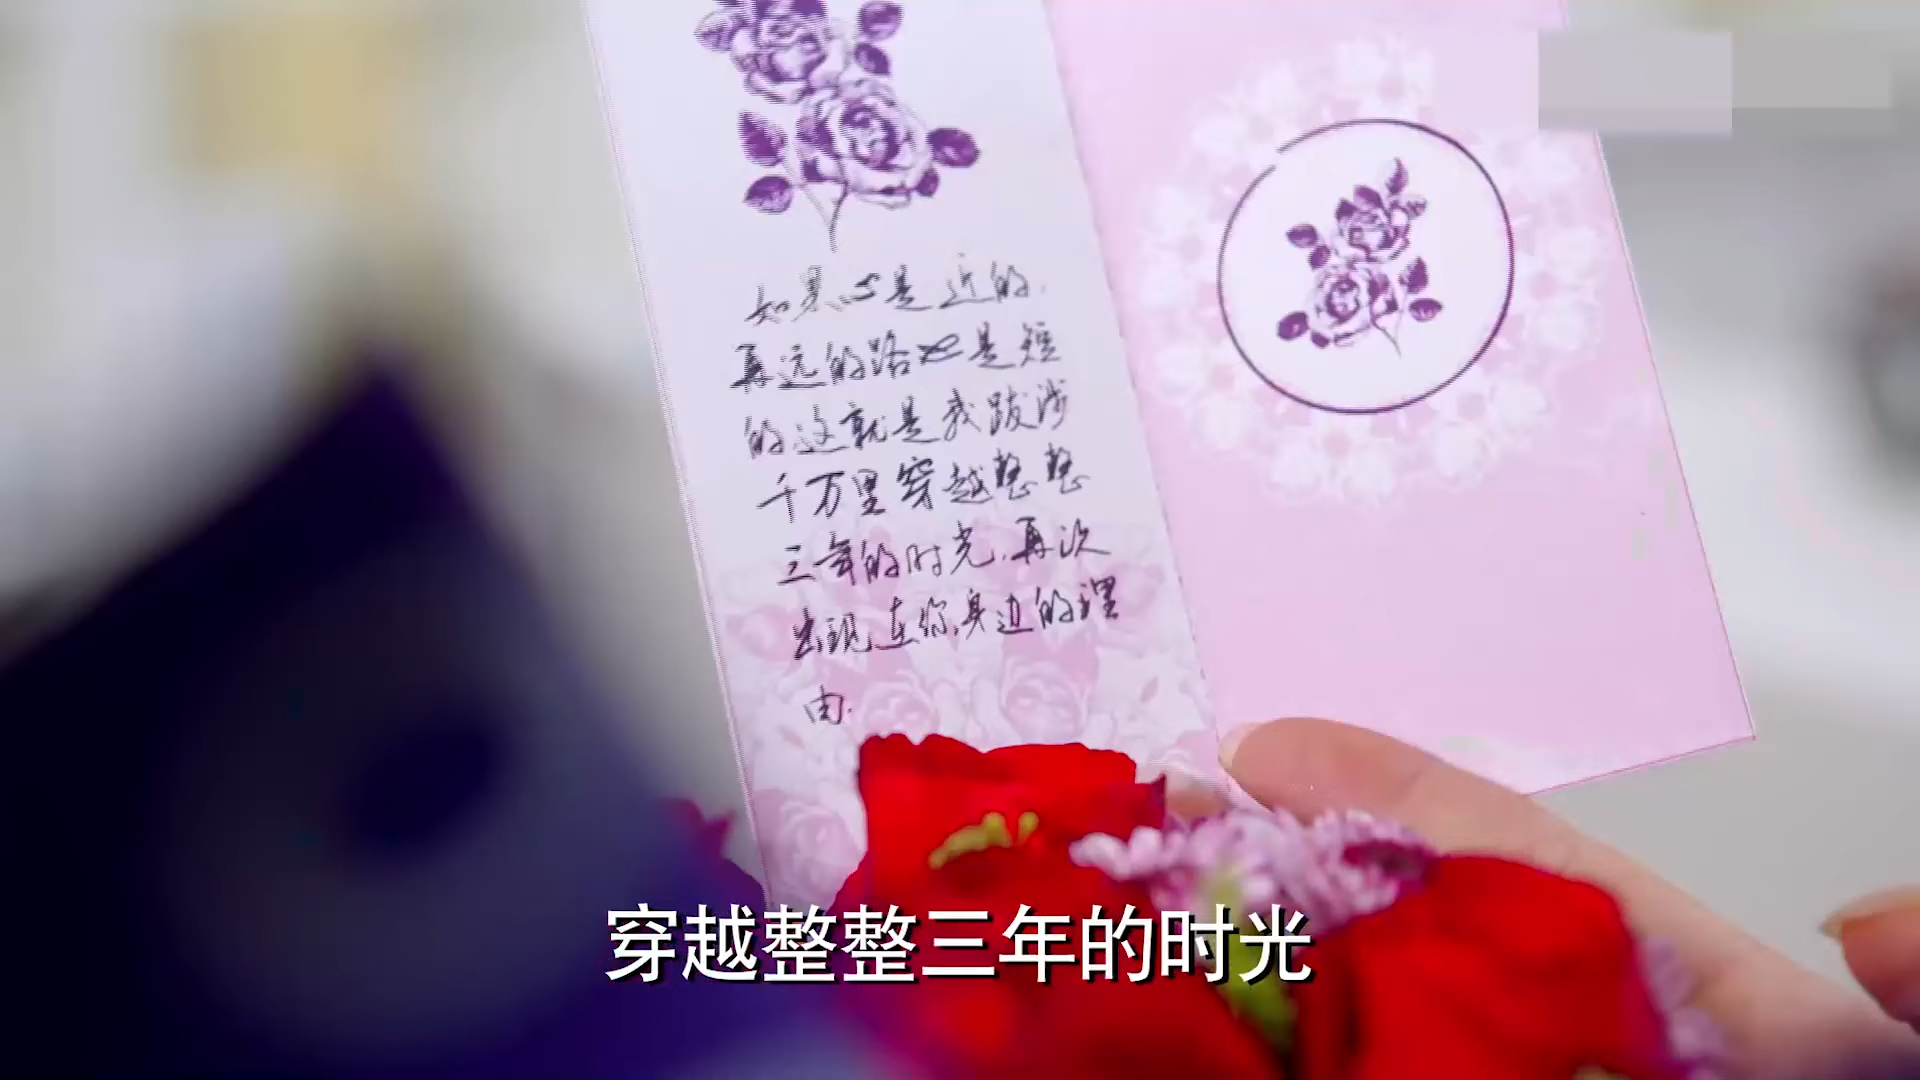 如果心是近的.
再远的路也是短
的,这就是我跋涉
千万里穿越整整
三年的时光,再次
出现在你身边的理
由.
穿越整整三年的时光